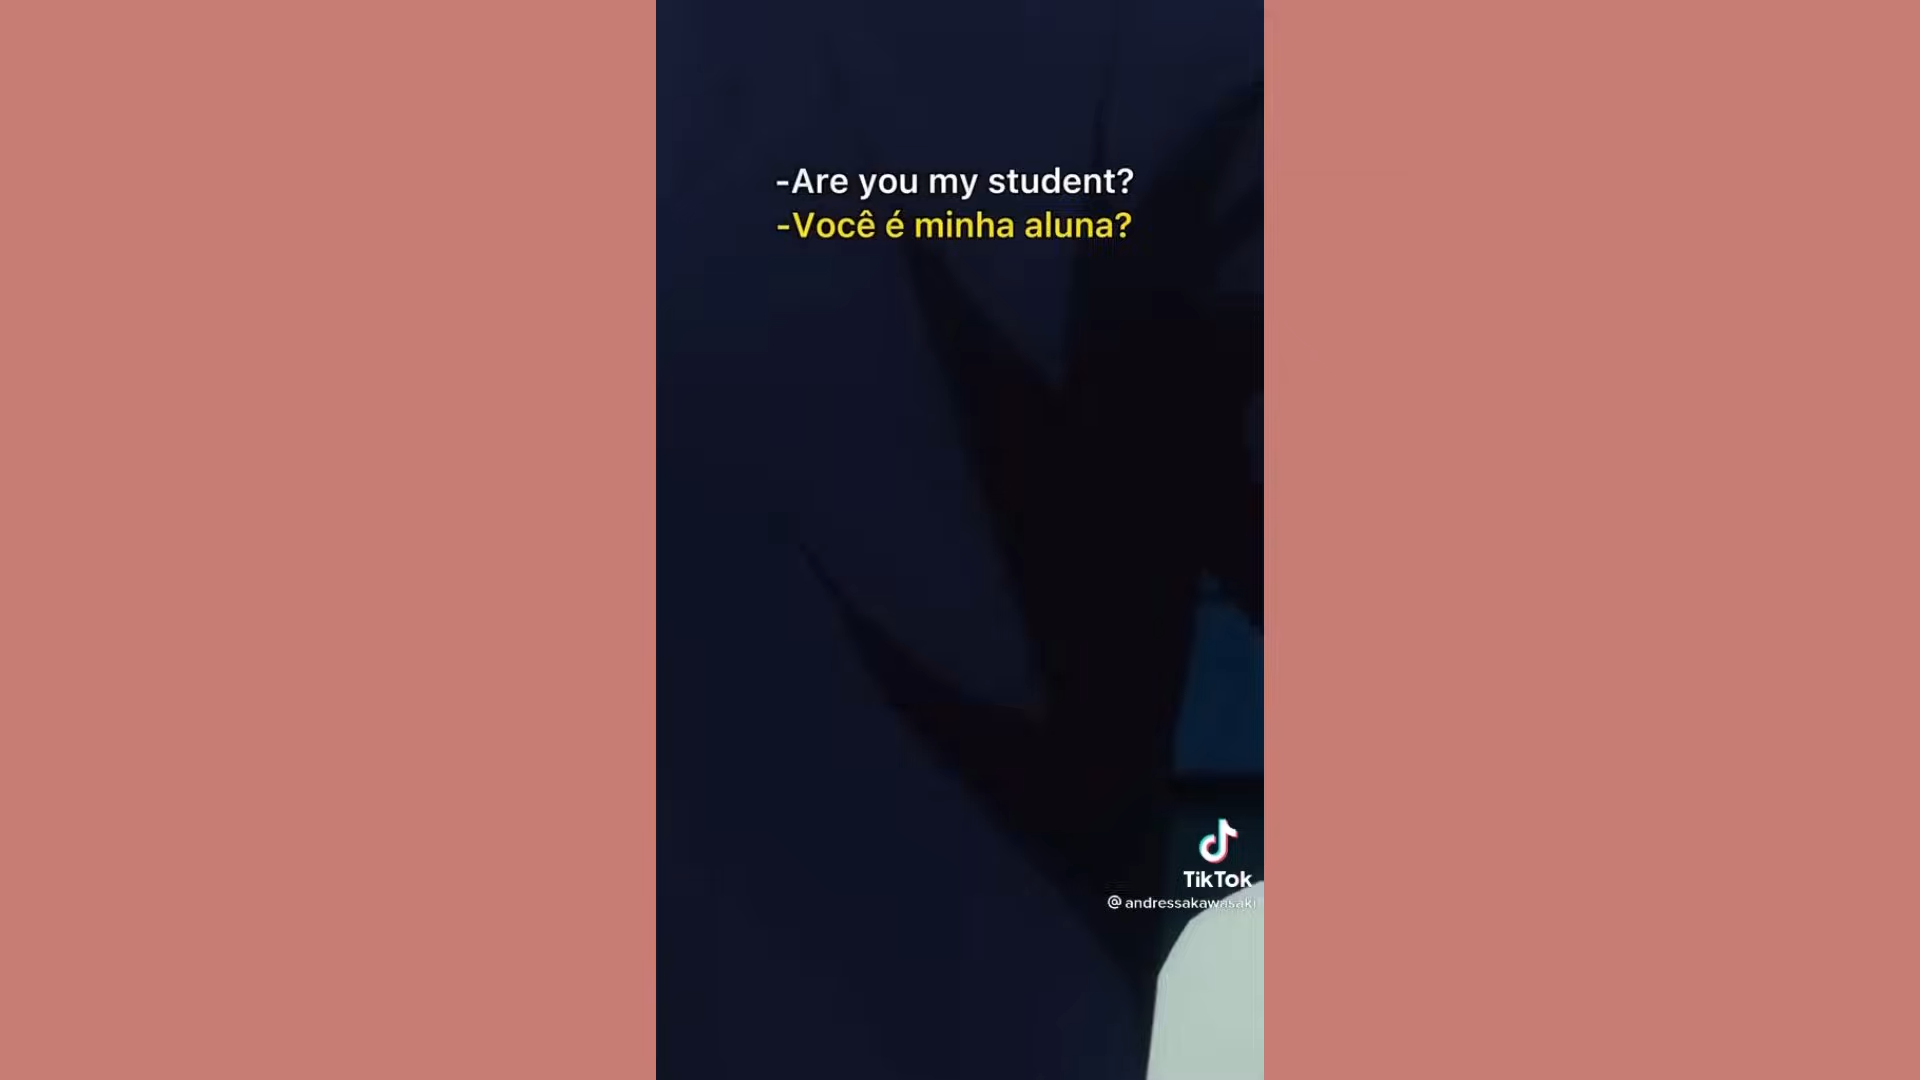 -Are you my student?
-Você é minha aluna?
TikTok
@andressakawasaki